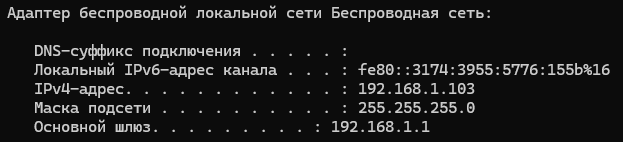 Адаптер беспроводной локальной сети Беспроводная сеть:
DNS-суффикс подключения . . . . . :
Локальный IPv6-адрес канала . . . : fe80::3174:3955:5776:155b%16
IPv4-адрес. . . . . . . . . . . . : 192.168.1.103
Маска подсети . . . . . . . . . . : 255.255.255.0
Основной шлюз. . . . . . . . . : 192.168.1.1